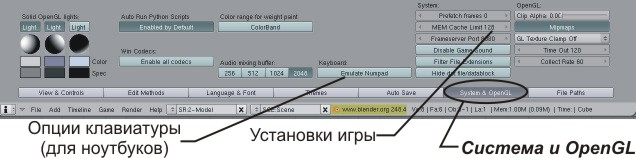 System:
OpenGL:
Solid OpenGL lights:
Auto Run Python Scripts
Color range for weight paint
Prefetch frames 0
Clip Alpha: 0.0
Light Light Light
Enabled by Default
ColorBand
MEM Cache Limit 128
Mipmaps
Frameserver Port 8080
GL Texture Clamp Off
Win Codecs:
Disable Game Sound
Time Out 120
Color
Enable all codecs
Audio mixing buffer:
Keyboard:
Filter File Extensions
Collect Rate 60
Spec
256 512 1024 2048
Emulate Numpad
Hide dot file/datablock
View & Controls
Edit Methods
Language & Font
Themes
Auto Save
System & OpenGL
File Paths
File Add Timeline Game Render Help
SR:2-Model
SCE:Scene
www.blender.org 248.4
Fa:6
La:1
Mem:1.00M (0.09M)
Time:
Cube
Опции клавиатуры
(для ноутбуков)
Установки игры
Система и OpenGL